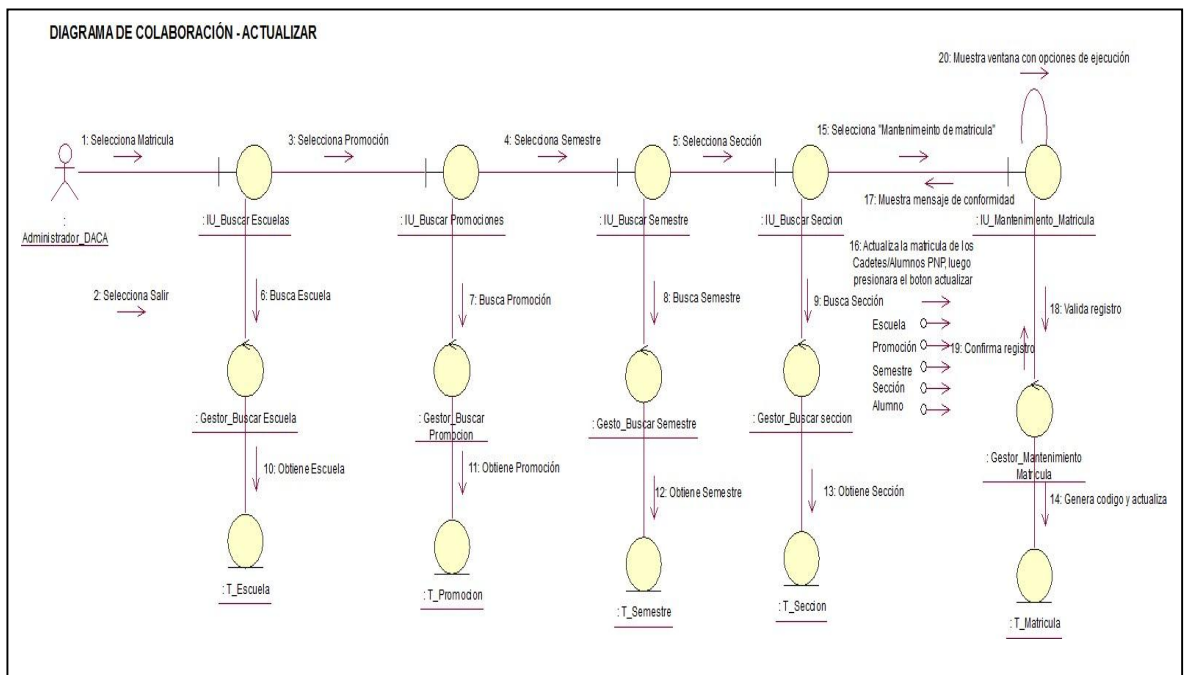 DIAGRAMA DE COLABORACIÓN - ACTUALIZAR
20: Muestra ventana con opciones de ejecución
1: Selecciona Matricula
3: Selecciona Promoción
4: Selecciona Semestre
5: Selecciona Sección
15: Selecciona "Mantenimeinto de matricula"
17: Muestra mensaje de conformidad
:
Administrador_DACA
: IU_Buscar Escuelas
: IU_Buscar Promociones
: IU_Buscar Semestre
: IU_Buscar Seccion
: IU_Mantenimiento_Matricula
16: Actualiza la matricula de los
Cadetes/Alumnos PNP, luego
presionara el boton actualizar
2: Selecciona Salir
6: Busca Escuela
7: Busca Promoción
8: Busca Semestre
9: Busca Sección
18: Valida registro
Escuela
Promoción
19: Confirma registro
Semestre
Sección
Alumno
: Gestor_Buscar Escuela
: Gestor_Buscar
Promocion
: Gesto_Buscar Semestre
: Gestor_Buscar seccion
: Gestor_Mantenimiento
Matricula
10: Obtiene Escuela
11: Obtiene Promoción
12: Obtiene Semestre
13: Obtiene Sección
14: Genera codigo y actualiza
: T_Escuela
: T_Promocion
: T_Semestre
: T_Seccion
: T_Matricula